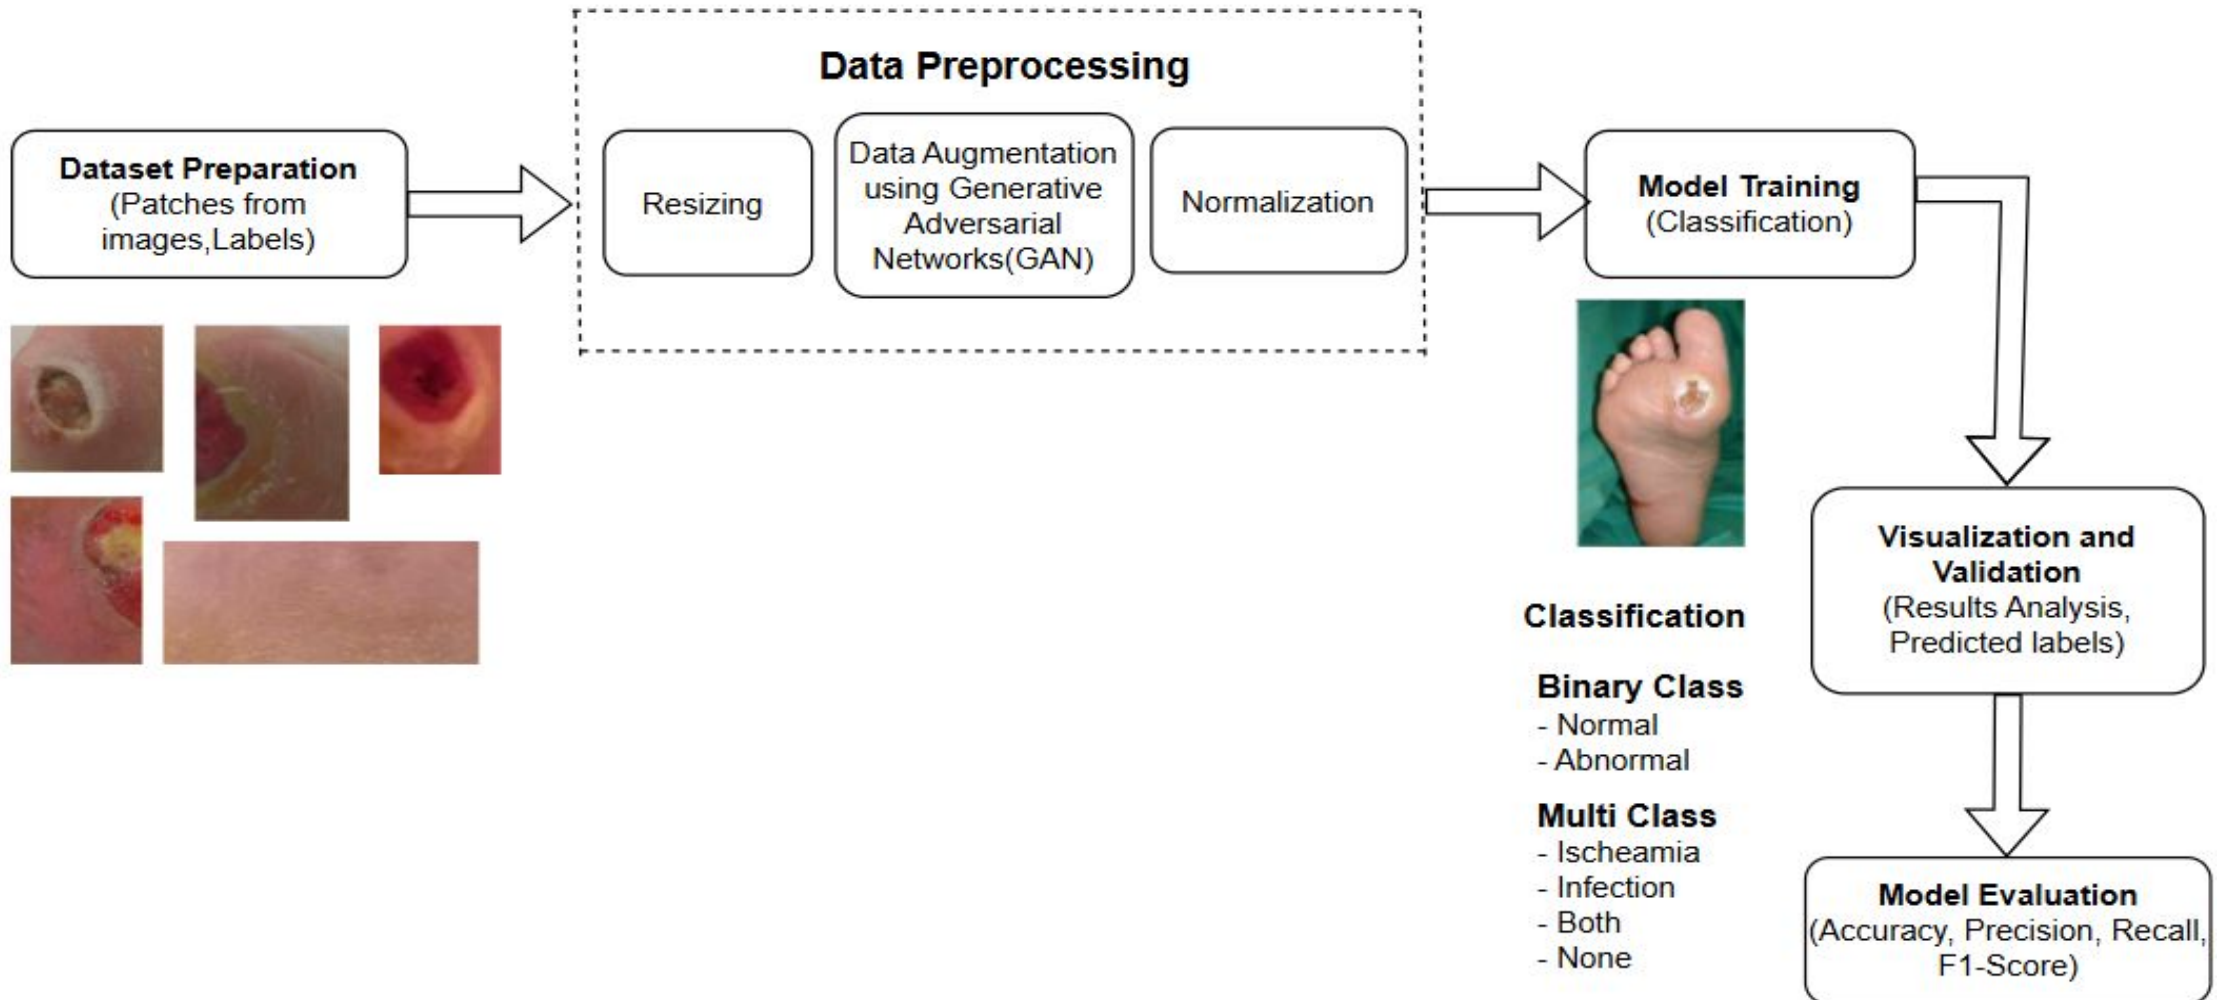 Data Preprocessing
Dataset Preparation
(Patches from
images,Labels)
Resizing
Data Augmentation
using Generative
Adversarial
Networks(GAN)
Normalization
Model Training
(Classification)
Visualization and
Validation
(Results Analysis,
Predicted labels)
Classification
Binary Class
- Normal
- Abnormal
Multi Class
- Ischeamia
- Infection
- Both
- None
Model Evaluation
(Accuracy, Precision, Recall,
F1-Score)